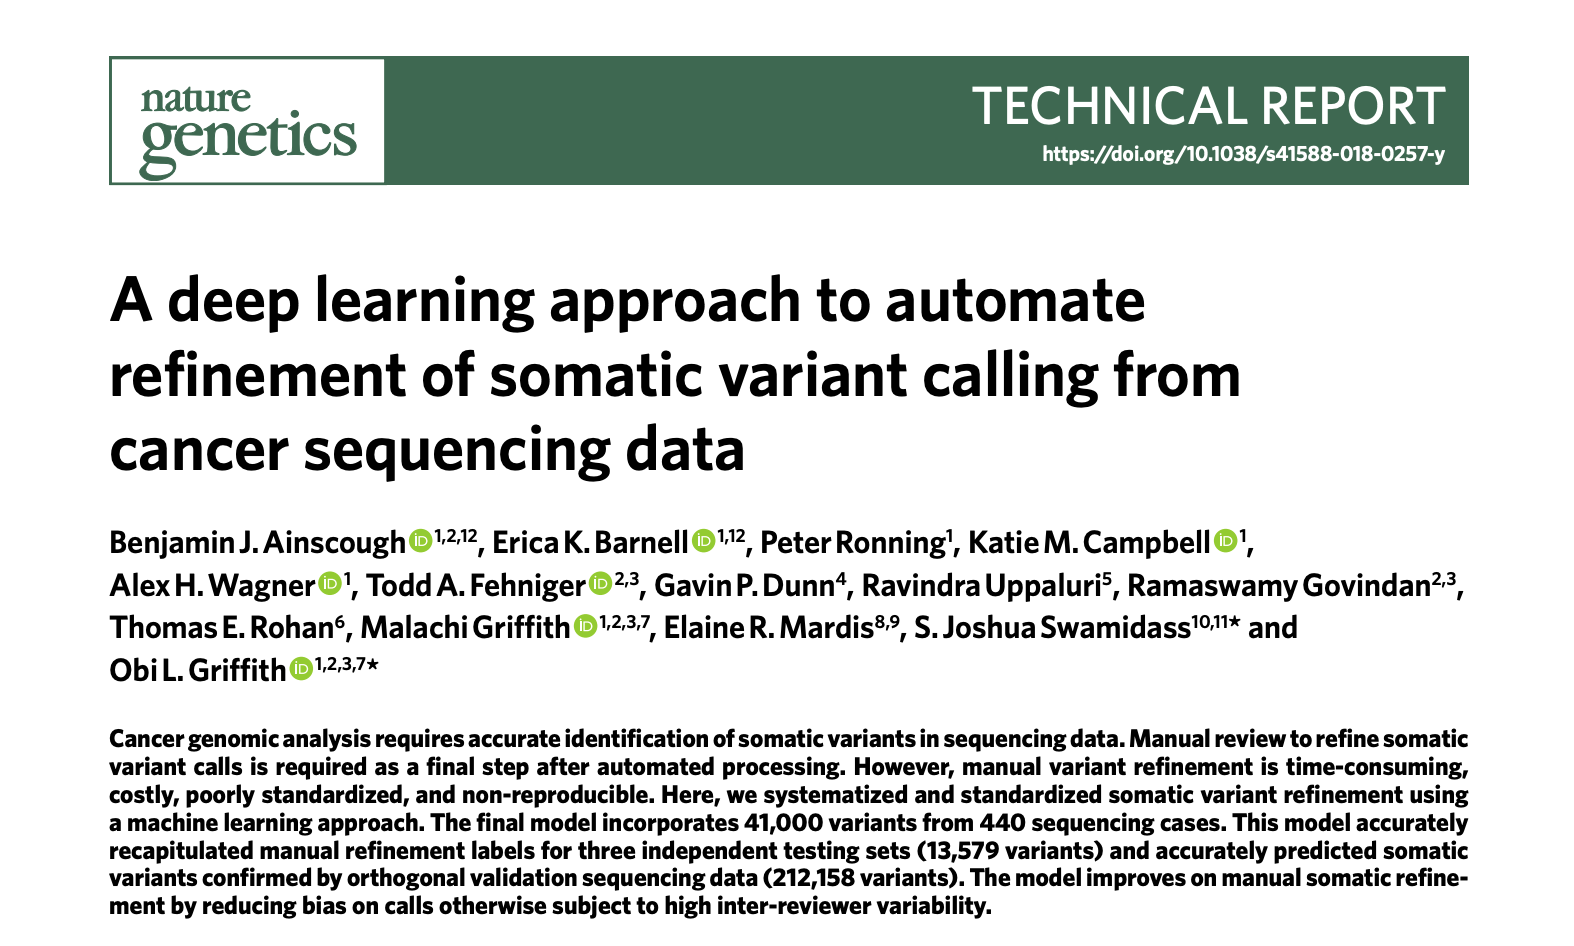 nature
genetics
TECHNICAL REPORT
https://doi.org/10.1038/s41588-018-0257-y
A deep learning approach to automate
refinement of somatic variant calling from
cancer sequencing data
Benjamin J. Ainscough iD 1,2,12, Erica K. Barnell iD 1,12, Peter Ronning1, Katie M. Campbell iD 1,
Alex H. Wagner iD 1, Todd A. Fehniger iD 2,3, Gavin P. Dunn4, Ravindra Uppaluri5, Ramaswamy Govindan2,3,
Thomas E. Rohan6, Malachi Griffith iD 1,2,3,7, Elaine R. Mardis8,9, S. Joshua Swamidass10,11★ and
Obi L. Griffith iD 1,2,3,7★
Cancer genomic analysis requires accurate identification of somatic variants in sequencing data. Manual review to refine somatic
variant calls is required as a final step after automated processing. However, manual variant refinement is time-consuming,
costly, poorly standardized, and non-reproducible. Here, we systematized and standardized somatic variant refinement using
a machine learning approach. The final model incorporates 41,000 variants from 440 sequencing cases. This model accurately
recapitulated manual refinement labels for three independent testing sets (13,579 variants) and accurately predicted somatic
variants confirmed by orthogonal validation sequencing data (212,158 variants). The model improves on manual somatic refine-
ment by reducing bias on calls otherwise subject to high inter-reviewer variability.